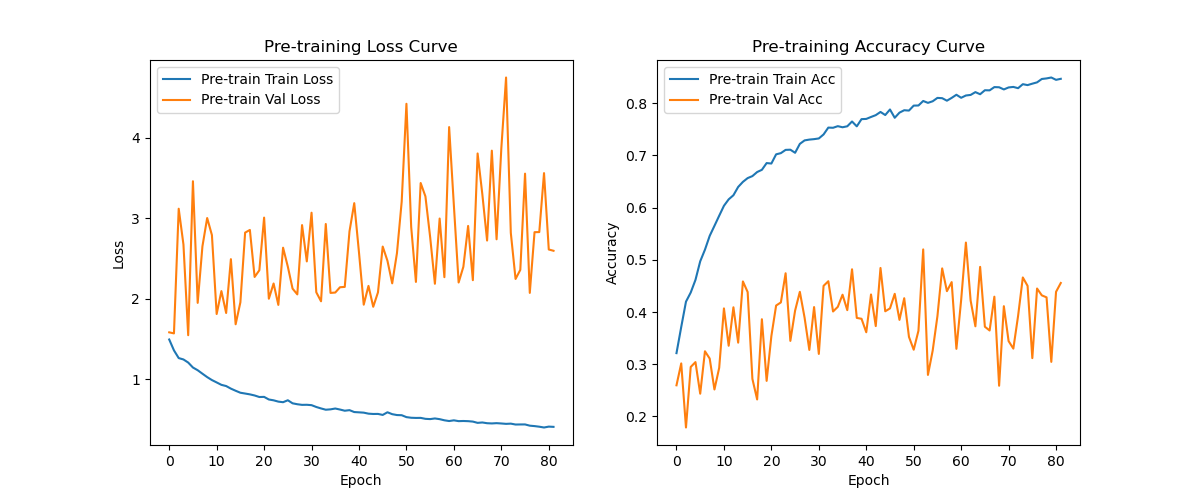 Pre-training Loss Curve
Pre-train Train Loss
Pre-train Val Loss
Loss
4
3
2
1
0 10 20 30 40 50 60 70 80
Epoch
Pre-training Accuracy Curve
Pre-train Train Acc
Pre-train Val Acc
Accuracy
0.8
0.7
0.6
0.5
0.4
0.3
0.2
0 10 20 30 40 50 60 70 80
Epoch